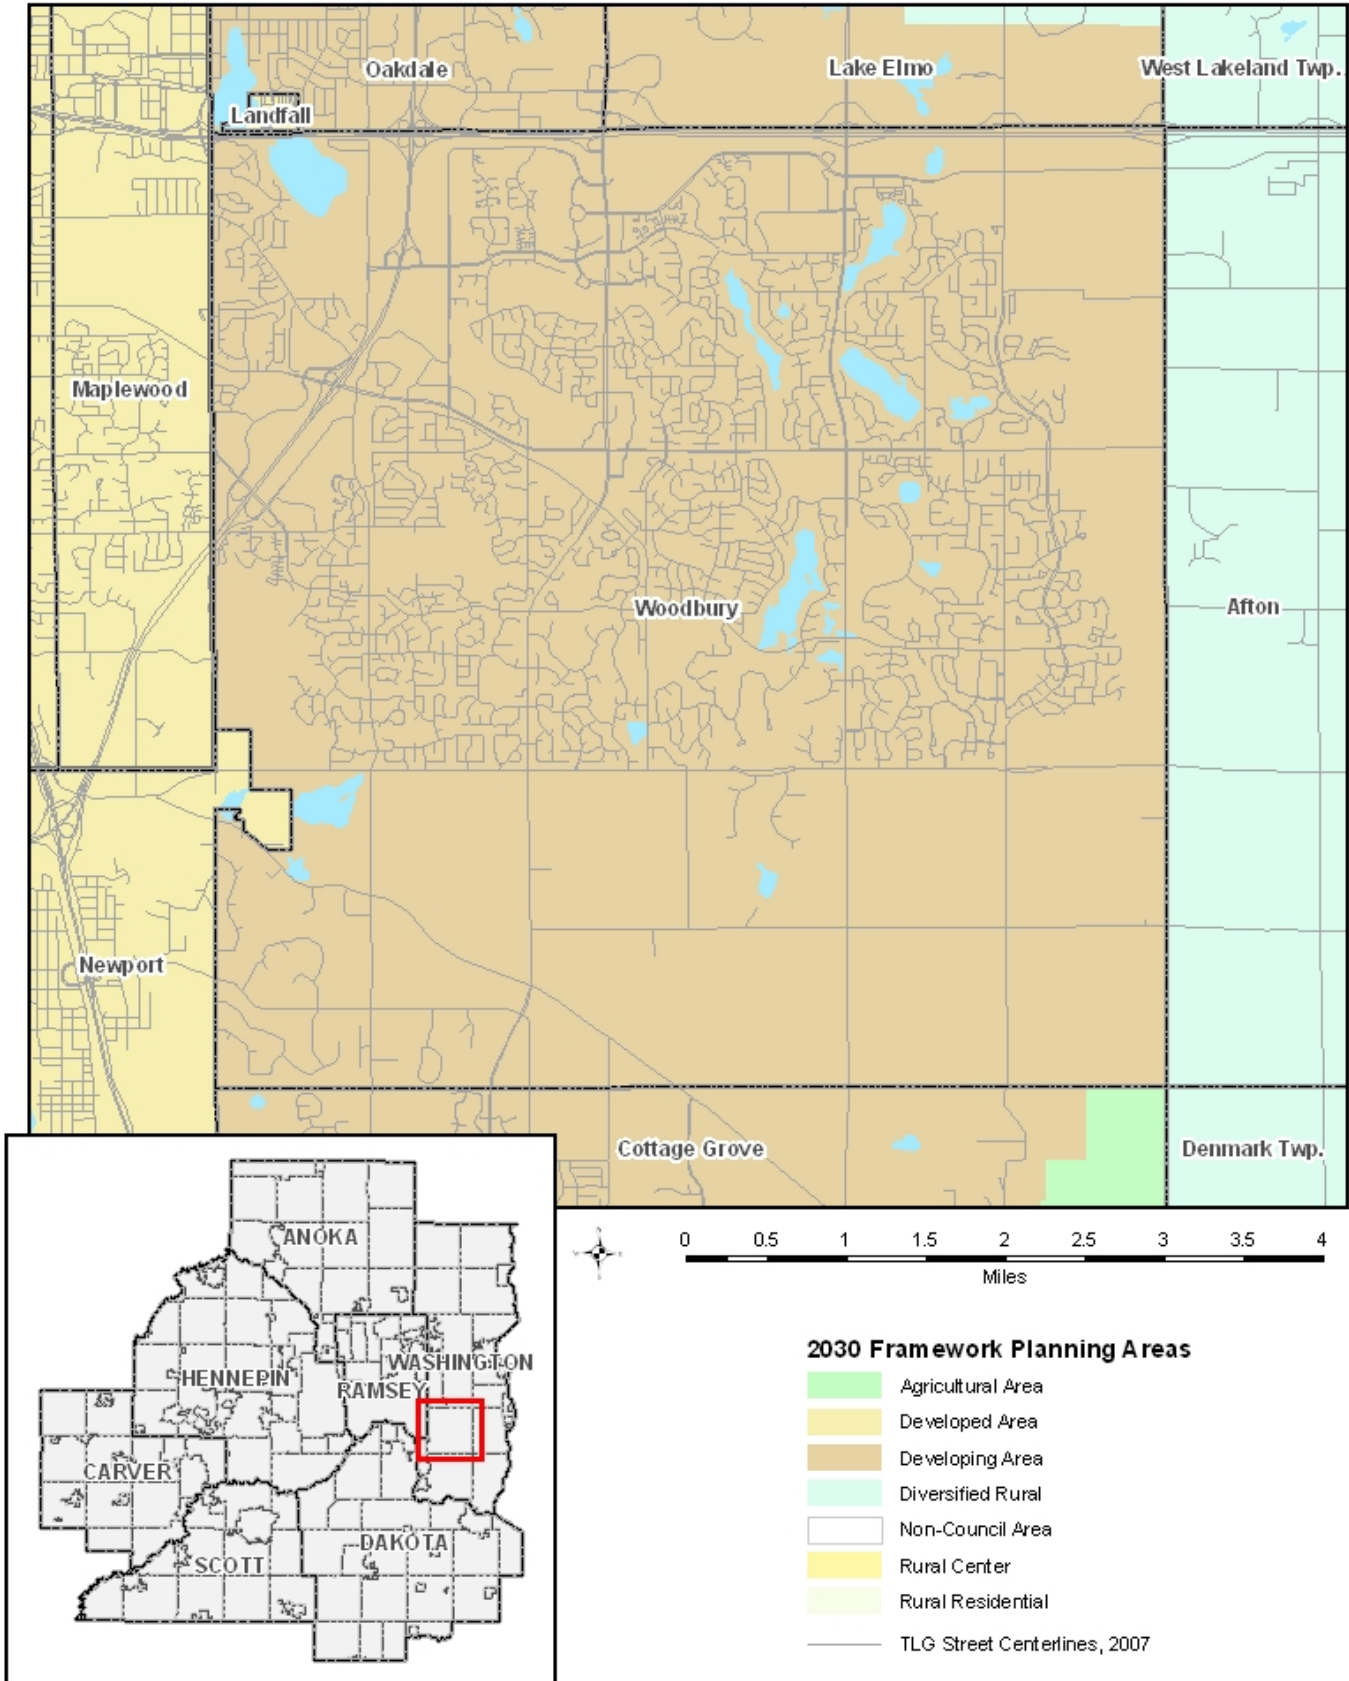 Oakdale
Lake Elmo
West Lakeland Twp.
Landfall
Maplewood
Woodbury
Afton
Newport
Cottage Grove
Denmark Twp.
ANOKA
WASHINGTON
HENNEPIN
RAMSEY
CARVER
DAKOTA
SCOTT
0 0.5 1 1.5 2 2.5 3 3.5 4
Miles
2030 Framework Planning Areas
Agricultural Area
Developed Area
Developing Area
Diversified Rural
Non-Council Area
Rural Center
Rural Residential
TLG Street Centerlines, 2007